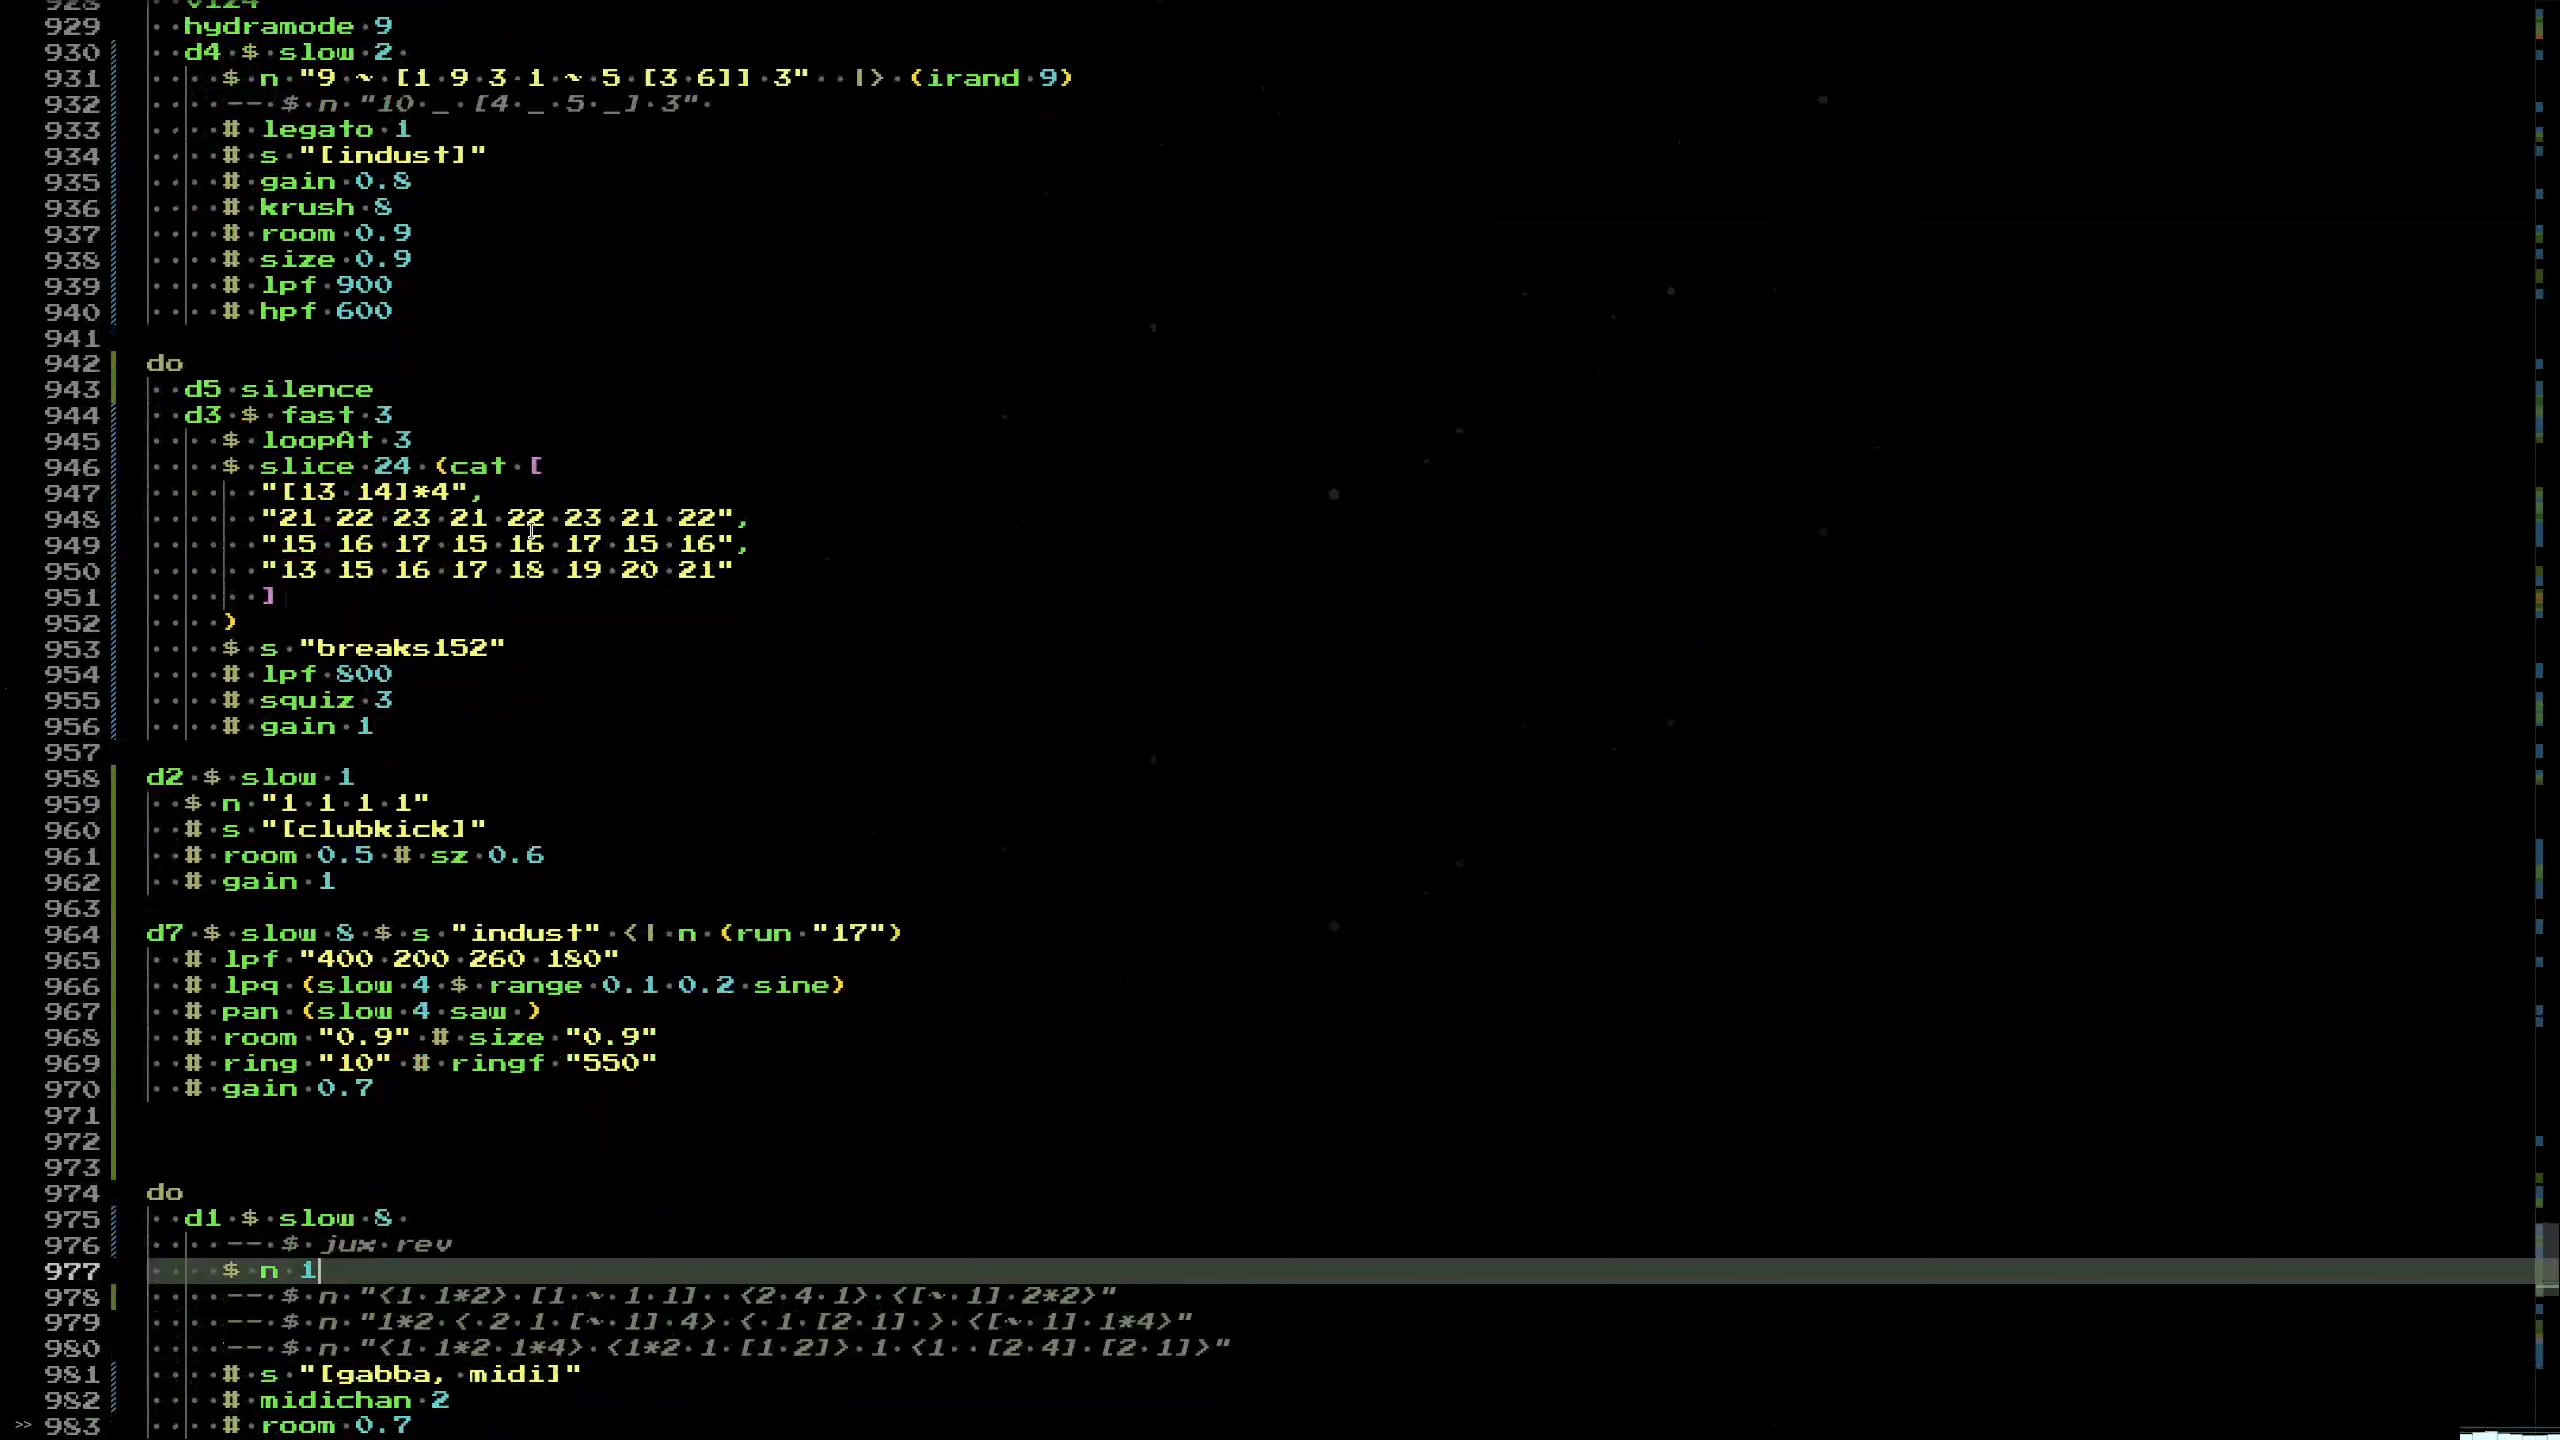 928 v124
929 hydramode 9
930 d4 $ slow 2
931 $ n "9 ~ [1 9 3 1 ~ 5 [3 6]] 3" |> (irand 9)
932 -- $ n "10 _ [4 _ 5 _] 3"
933 # legato 1
934 # s "[indust]"
935 # gain 0.8
936 # krush 8
937 # room 0.9
938 # size 0.9
939 # lpf 900
940 # hpf 600
941
942 do
943 d5 silence
944 d3 $ fast 3
945 $ loopAt 3
946 $ slice 24 (cat [
947 "[13 14]*4",
948 "21 22 23 21 22 23 21 22",
949 "15 16 17 15 16 17 15 16",
950 "13 15 16 17 18 19 20 21"
951 ]
952 )
953 $ s "breaks152"
954 # lpf 800
955 # squiz 3
956 # gain 1
957
958 d2 $ slow 1
959 $ n "1 1 1 1"
960 # s "[clubkick]"
961 # room 0.5 # sz 0.6
962 # gain 1
963
964 d7 $ slow 8 $ s "indust" <| n (run "17")
965 # lpf "400 200 260 180"
966 # lpq (slow 4 $ range 0.1 0.2 sine)
967 # pan (slow 4 saw )
968 # room "0.9" # size "0.9"
969 # ring "10" # ringf "550"
970 # gain 0.7
971
972
973
974 do
975 d1 $ slow 8
976 -- $ jux rev
977 $ n 1
978 -- $ n "<1 1*2> [1 ~ 1 1] <2 4 1> <[~ 1] 2*2>"
979 -- $ n "1*2 < 2 1 [~ 1] 4> < 1 [2 1] > <[~ 1] 1*4>"
980 -- $ n "<1 1*2 1*4> <1*2 1 [1 2]> 1 <1 [2 4] [2 1]>"
981 # s "[gabba, midi]"
982 # midichan 2
>> 983 # room 0.7